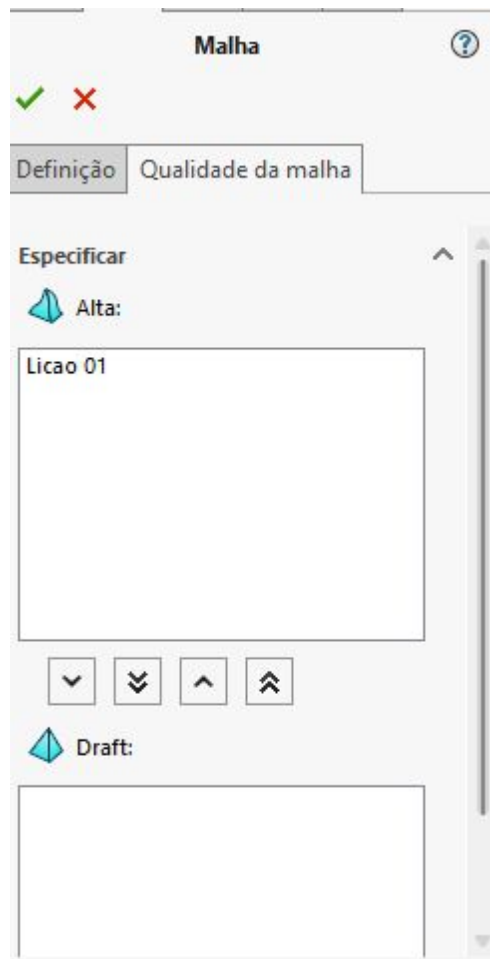 Malha
Definição Qualidade da malha
Especificar
Alta:
Licao 01
Draft: